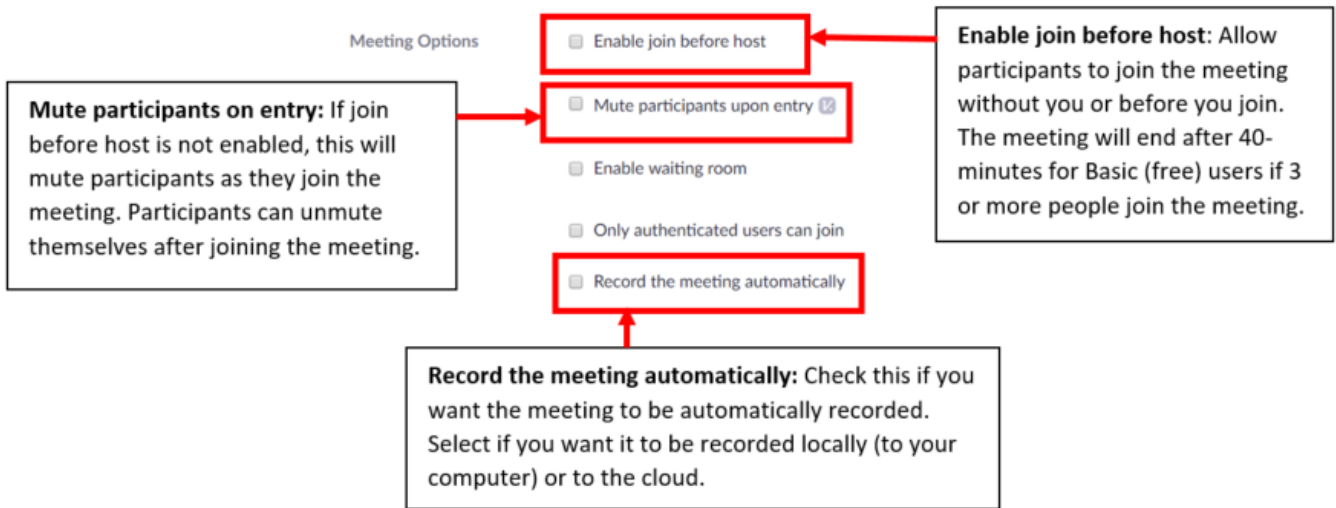 Meeting Options
Enable join before host
Enable join before host: Allow
participants to join the meeting
without you or before you join.
The meeting will end after 40-
minutes for Basic (free) users if 3
or more people join the meeting.
Mute participants on entry: If join
before host is not enabled, this will
mute participants as they join the
meeting. Participants can unmute
themselves after joining the meeting.
Mute participants upon entry
Enable waiting room
Only authenticated users can join
Record the meeting automatically
Record the meeting automatically: Check this if you
want the meeting to be automatically recorded.
Select if you want it to be recorded locally (to your
computer) or to the cloud.